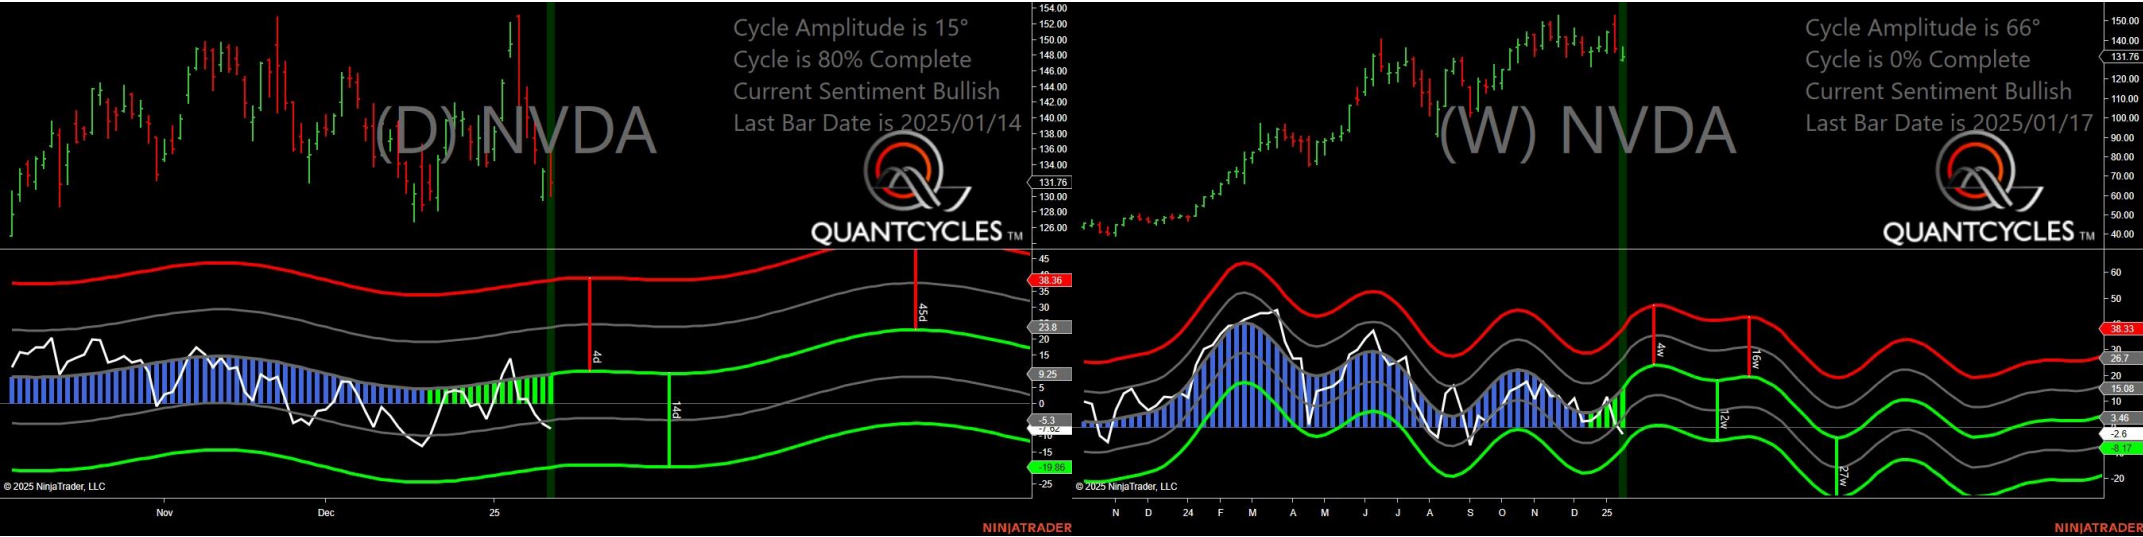 Cycle Amplitude is 15°
Cycle is 80% Complete
Current Sentiment Bullish
Last Bar Date is 2025/01/14
(D) NVDA
QUANTCYCLES TM
154.00
152.00
150.00
148.00
146.00
144.00
142.00
140.00
138.00
136.00
134.00
131.76
130.00
128.00
126.00
45
38.36
35
30
23.8
20
15
9.25
5
0
-5.3
-7.62
-10
-15
-19.86
-25
4d
14d
45d
© 2025 NinjaTrader, LLC
Nov
Dec
25
NINJATRADER
Cycle Amplitude is 66°
Cycle is 0% Complete
Current Sentiment Bullish
Last Bar Date is 2025/01/17
(W) NVDA
QUANTCYCLES TM
150.00
140.00
131.76
120.00
110.00
100.00
90.00
80.00
70.00
60.00
50.00
40.00
60
50
38.33
30
26.7
20
15.08
10
3.46
-2.6
-8.17
-20
4w
12w
16w
27w
© 2025 NinjaTrader, LLC
N D 24 F M A M J J A S O N D 25
NINJATRADER